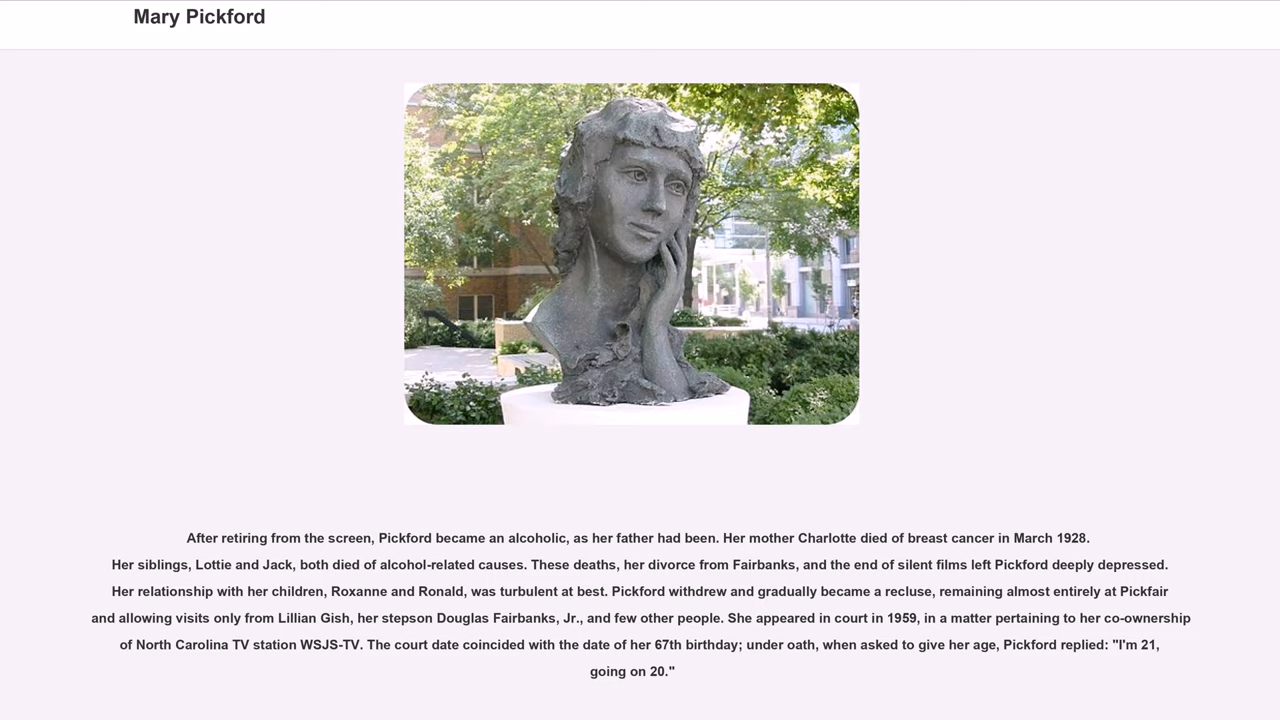 Mary Pickford
After retiring from the screen, Pickford became an alcoholic, as her father had been. Her mother Charlotte died of breast cancer in March 1928.
Her siblings, Lottie and Jack, both died of alcohol-related causes. These deaths, her divorce from Fairbanks, and the end of silent films left Pickford deeply depressed.
Her relationship with her children, Roxanne and Ronald, was turbulent at best. Pickford withdrew and gradually became a recluse, remaining almost entirely at Pickfair
and allowing visits only from Lillian Gish, her stepson Douglas Fairbanks, Jr., and few other people. She appeared in court in 1959, in a matter pertaining to her co-ownership
of North Carolina TV station WSJS-TV. The court date coincided with the date of her 67th birthday; under oath, when asked to give her age, Pickford replied: "I'm 21,
going on 20."